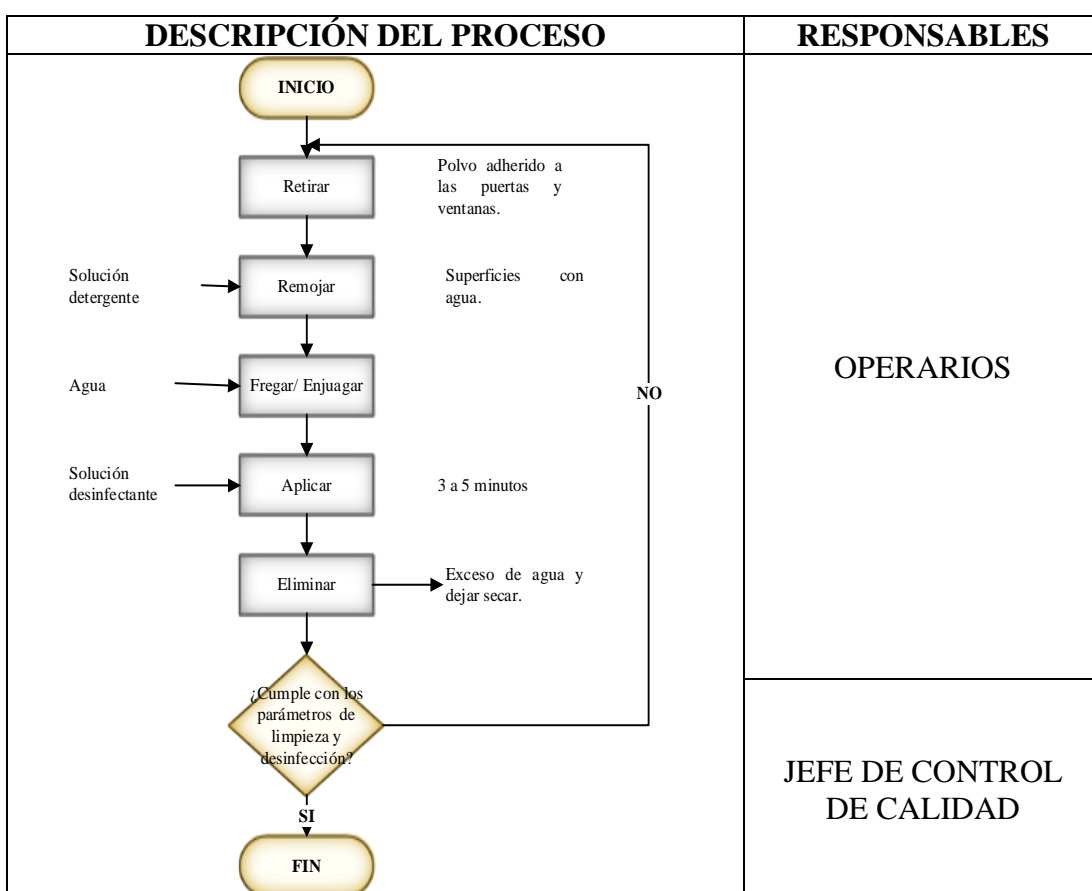 DESCRIPCIÓN DEL PROCESO
RESPONSABLES
INICIO
Retirar
Polvo adherido a
las puertas y
ventanas.
Solución
detergente
Remojar
Superficies con
agua.
Agua
Fregar/ Enjuagar
NO
OPERARIOS
Solución
desinfectante
Aplicar
3 a 5 minutos
Eliminar
Exceso de agua y
dejar secar.
¿Cumple con los
parámetros de
limpieza y
desinfección?
SI
FIN
JEFE DE CONTROL
DE CALIDAD